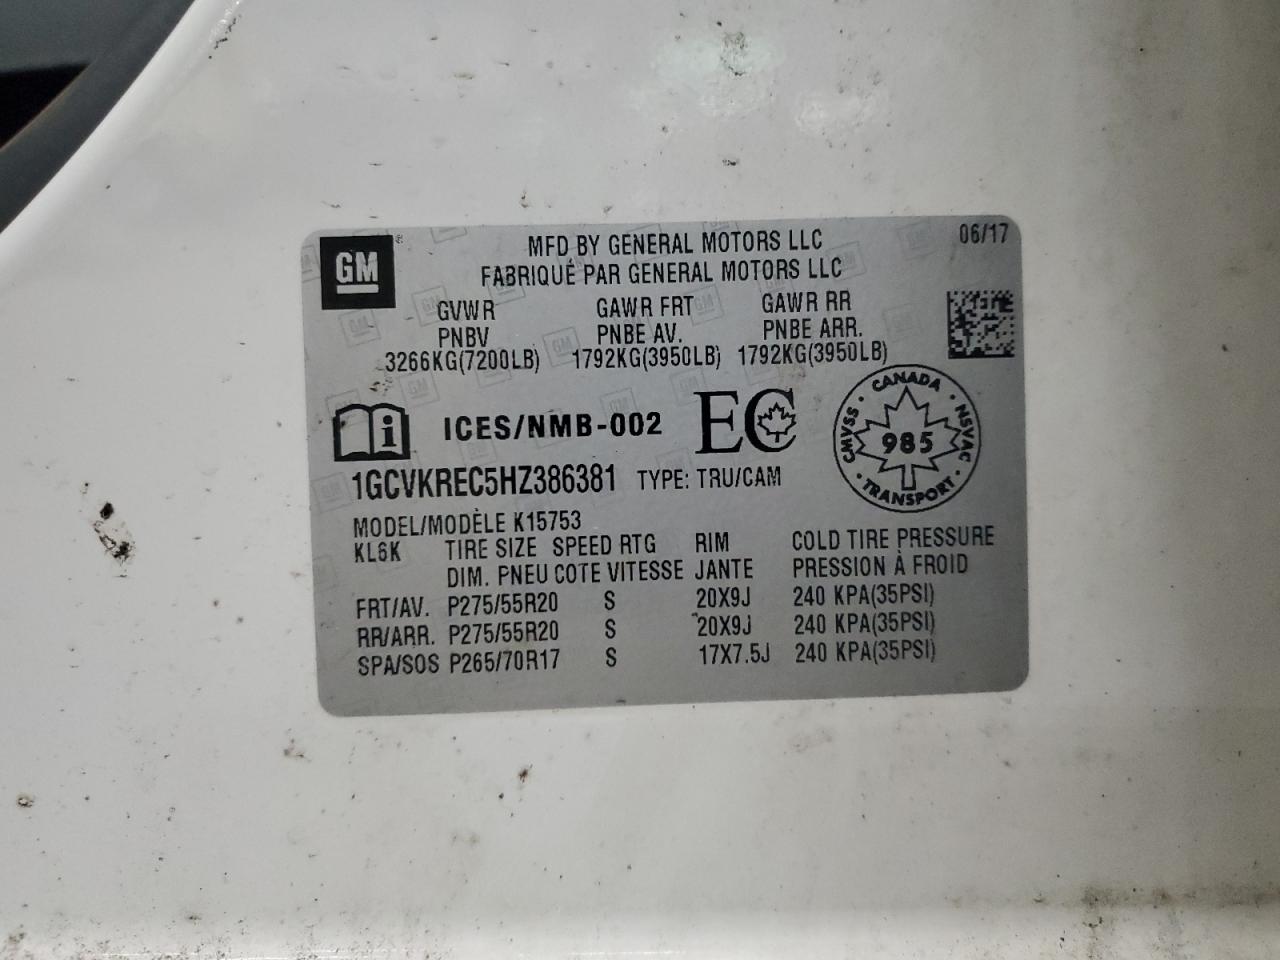 GM
MFD BY GENERAL MOTORS LLC
06/17
FABRIQUÉ PAR GENERAL MOTORS LLC
GVWR GAWR FRT GAWR RR
PNBV PNBE AV. PNBE ARR.
3266KG(7200LB) 1792KG(3950LB) 1792KG(3950LB)
ICES/NMB-002 EC
CANADA
CMVSS 985 NSVAC
TRANSPORT
1GCVKREC5HZ386381 TYPE: TRU/CAM
MODEL/MODÈLE K15753
KL6K TIRE SIZE SPEED RTG RIM COLD TIRE PRESSURE
DIM. PNEU COTE VITESSE JANTE PRESSION À FROID
FRT/AV. P275/55R20 S 20X9J 240 KPA(35PSI)
RR/ARR. P275/55R20 S 20X9J 240 KPA(35PSI)
SPA/SOS P265/70R17 S 17X7.5J 240 KPA(35PSI)